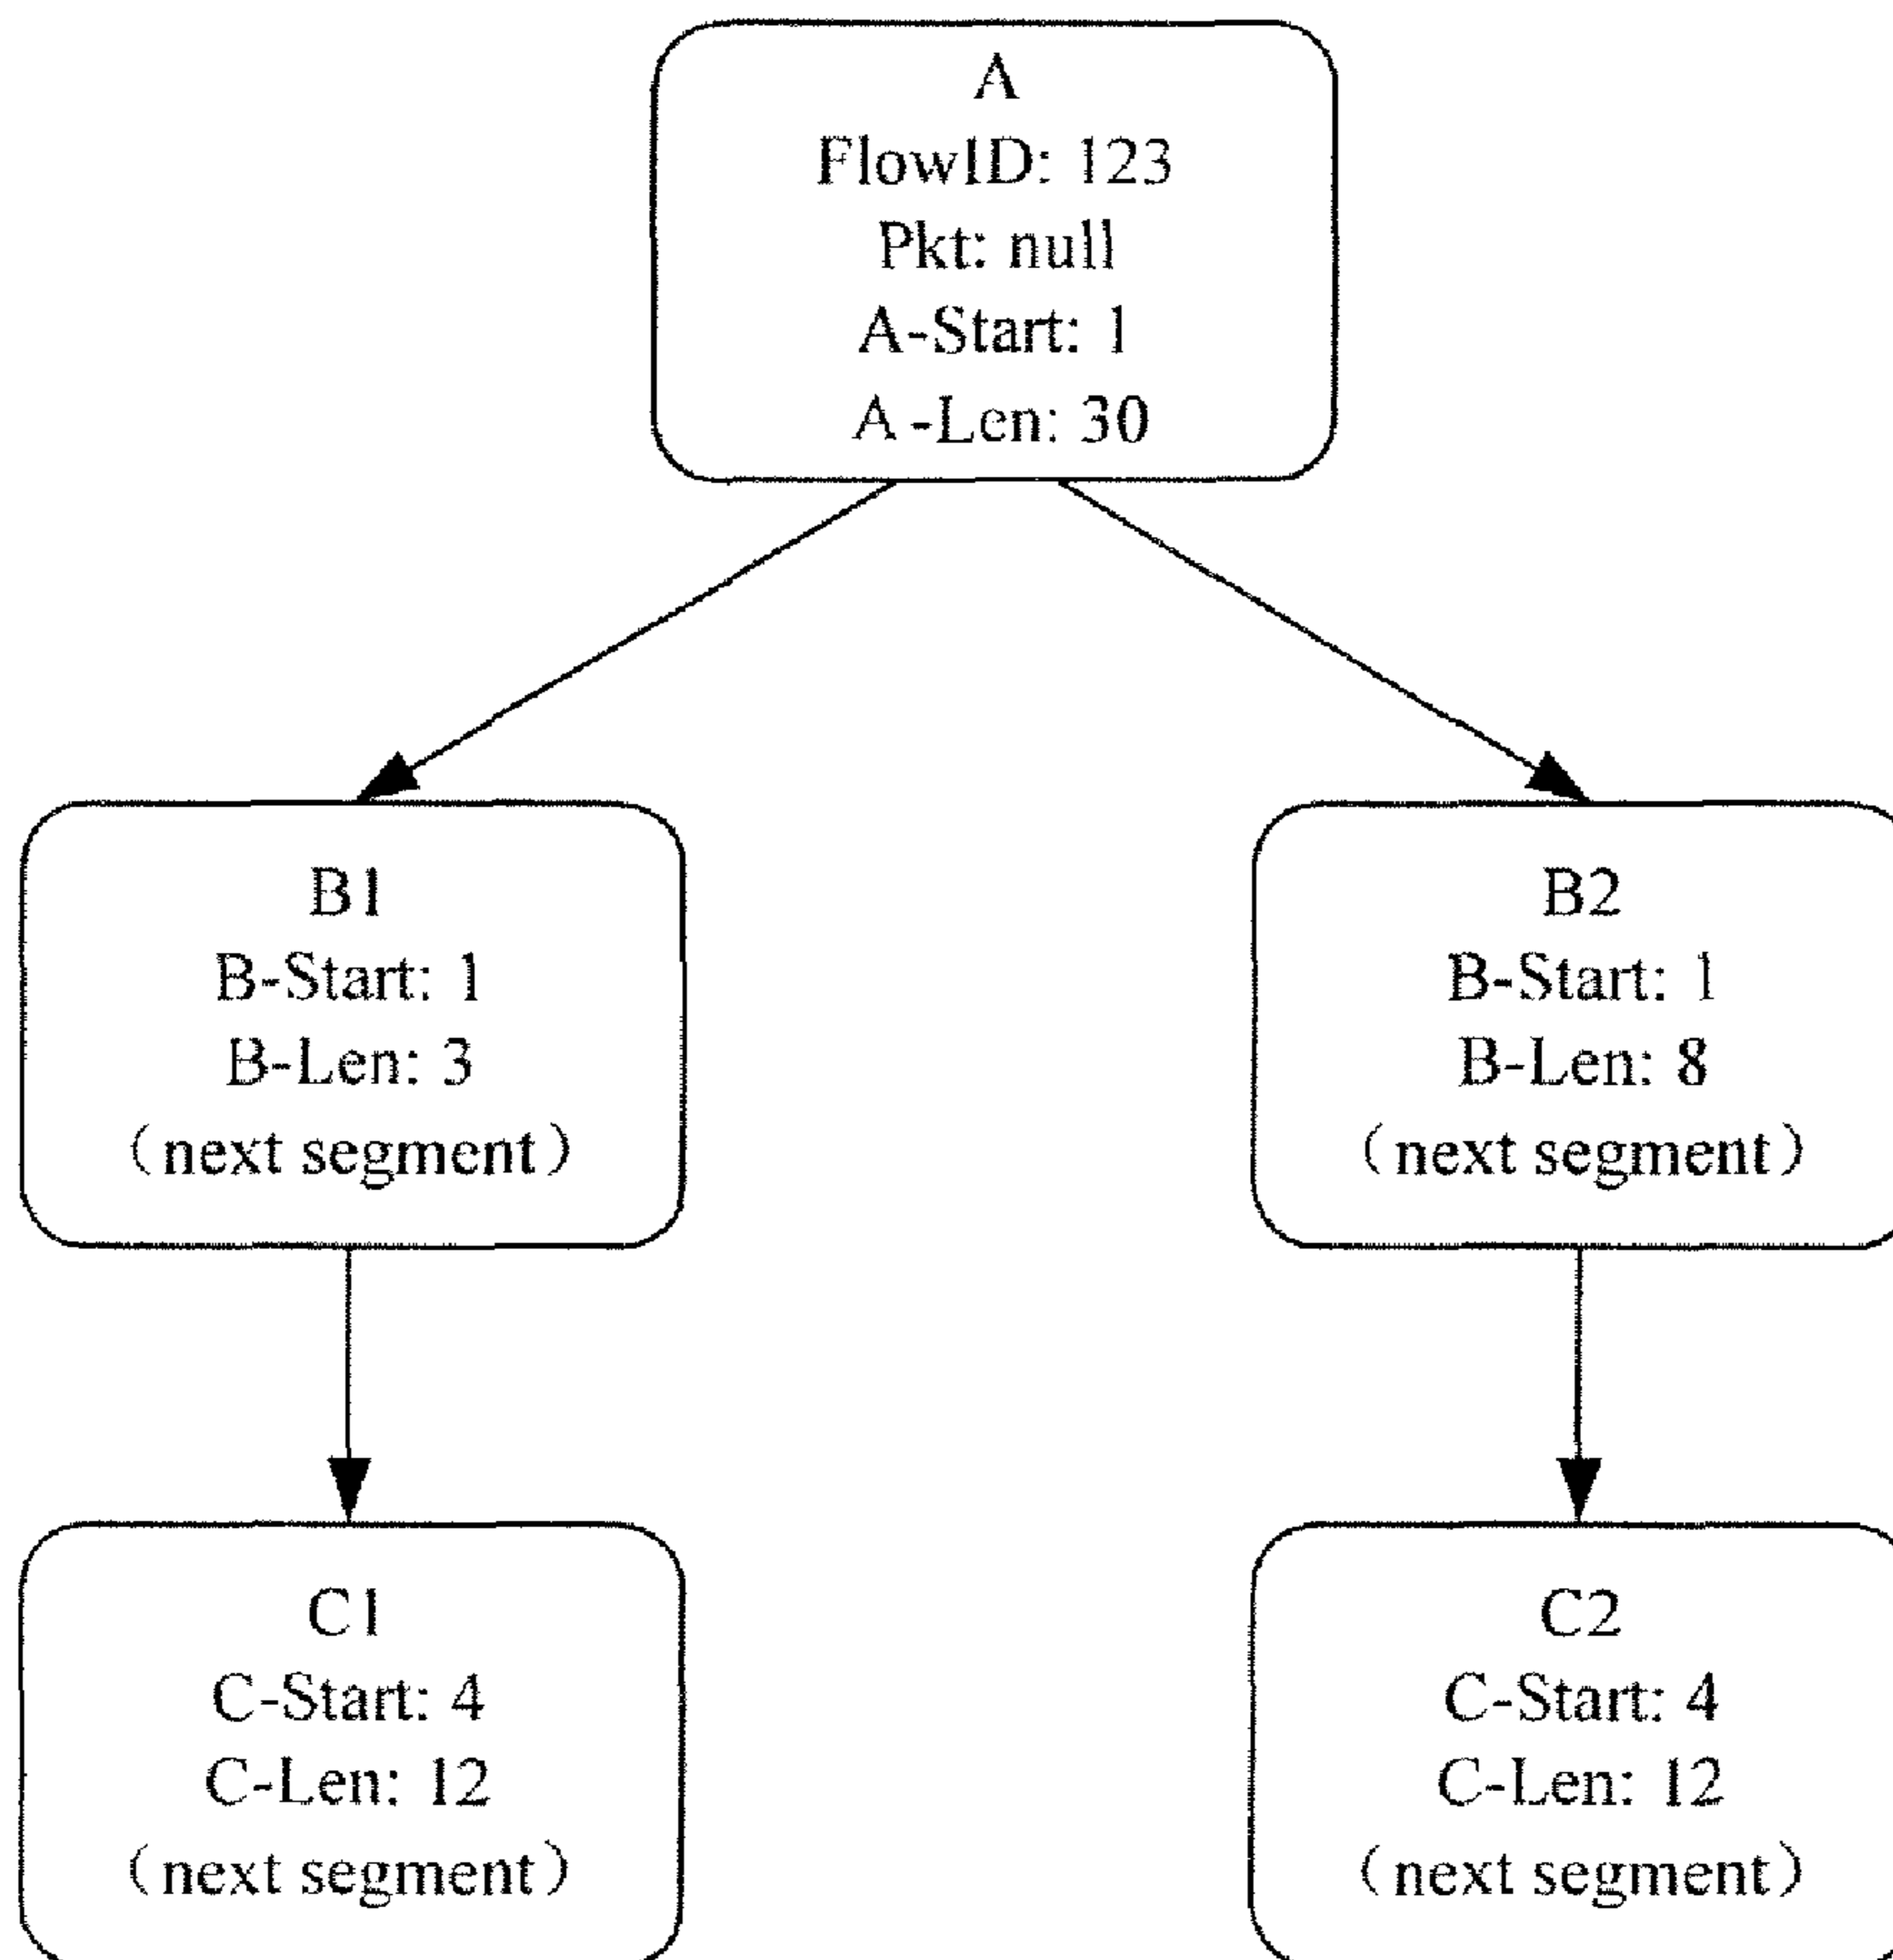 A
FlowID: 123
Pkt: null
A-Start: 1
A-Len: 30
B1
B-Start: 1
B-Len: 3
(next segment)
B2
B-Start: 1
B-Len: 8
(next segment)
C1
C-Start: 4
C-Len: 12
(next segment)
C2
C-Start: 4
C-Len: 12
(next segment)